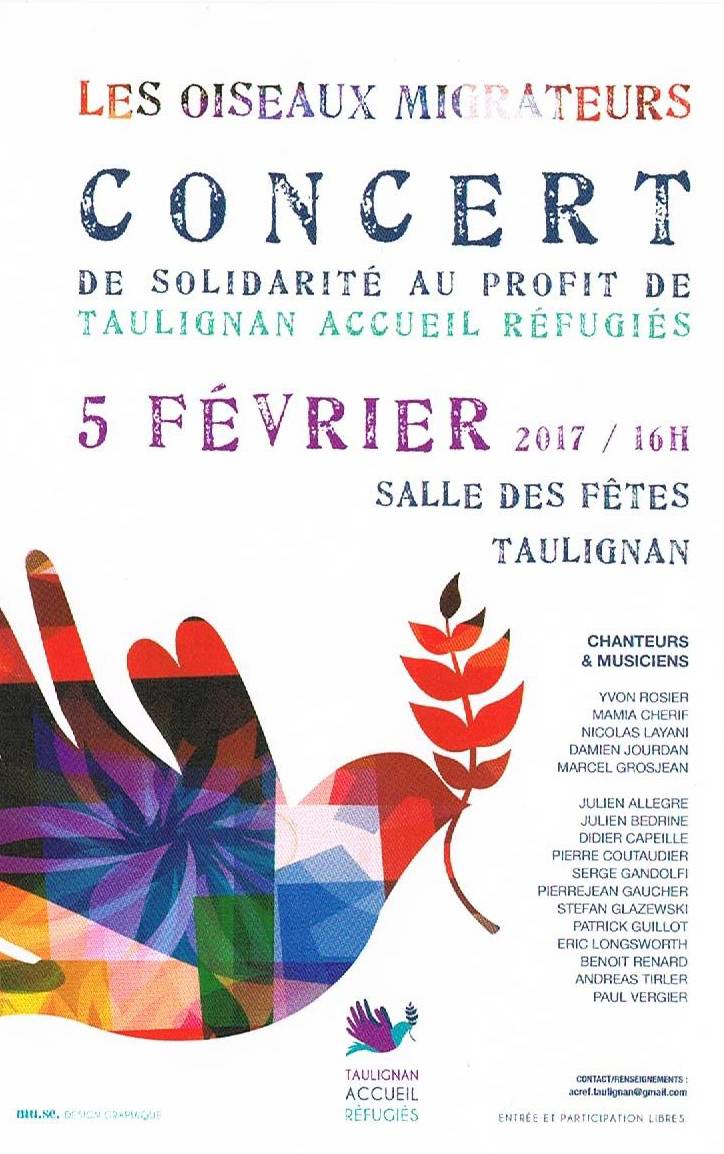 LES OISEAUX MIGRATEURS
CONCERT
DE SOLIDARITÉ AU PROFIT DE
TAULIGNAN ACCUEIL RÉFUGIÉS
5 FÉVRIER 2017 / 16H
SALLE DES FÊTES
TAULIGNAN
CHANTEURS
& MUSICIENS
YVON ROSIER
MAMIA CHERIF
NICOLAS LAYANI
DAMIEN JOURDAN
MARCEL GROSJEAN
JULIEN ALLEGRE
JULIEN BEDRINE
DIDIER CAPEILLE
PIERRE COUTAUDIER
SERGE GANDOLFI
PIERREJEAN GAUCHER
STEFAN GLAZEWSKI
PATRICK GUILLOT
ERIC LONGSWORTH
BENOIT RENARD
ANDREAS TIRLER
PAUL VERGIER
TAULIGNAN
ACCUEIL
RÉFUGIÉS
CONTACT/RENSEIGNEMENTS :
acref.taulignan@gmail.com
mu.se. DESIGN GRAPHIQUE
ENTRÉE ET PARTICIPATION LIBRES.